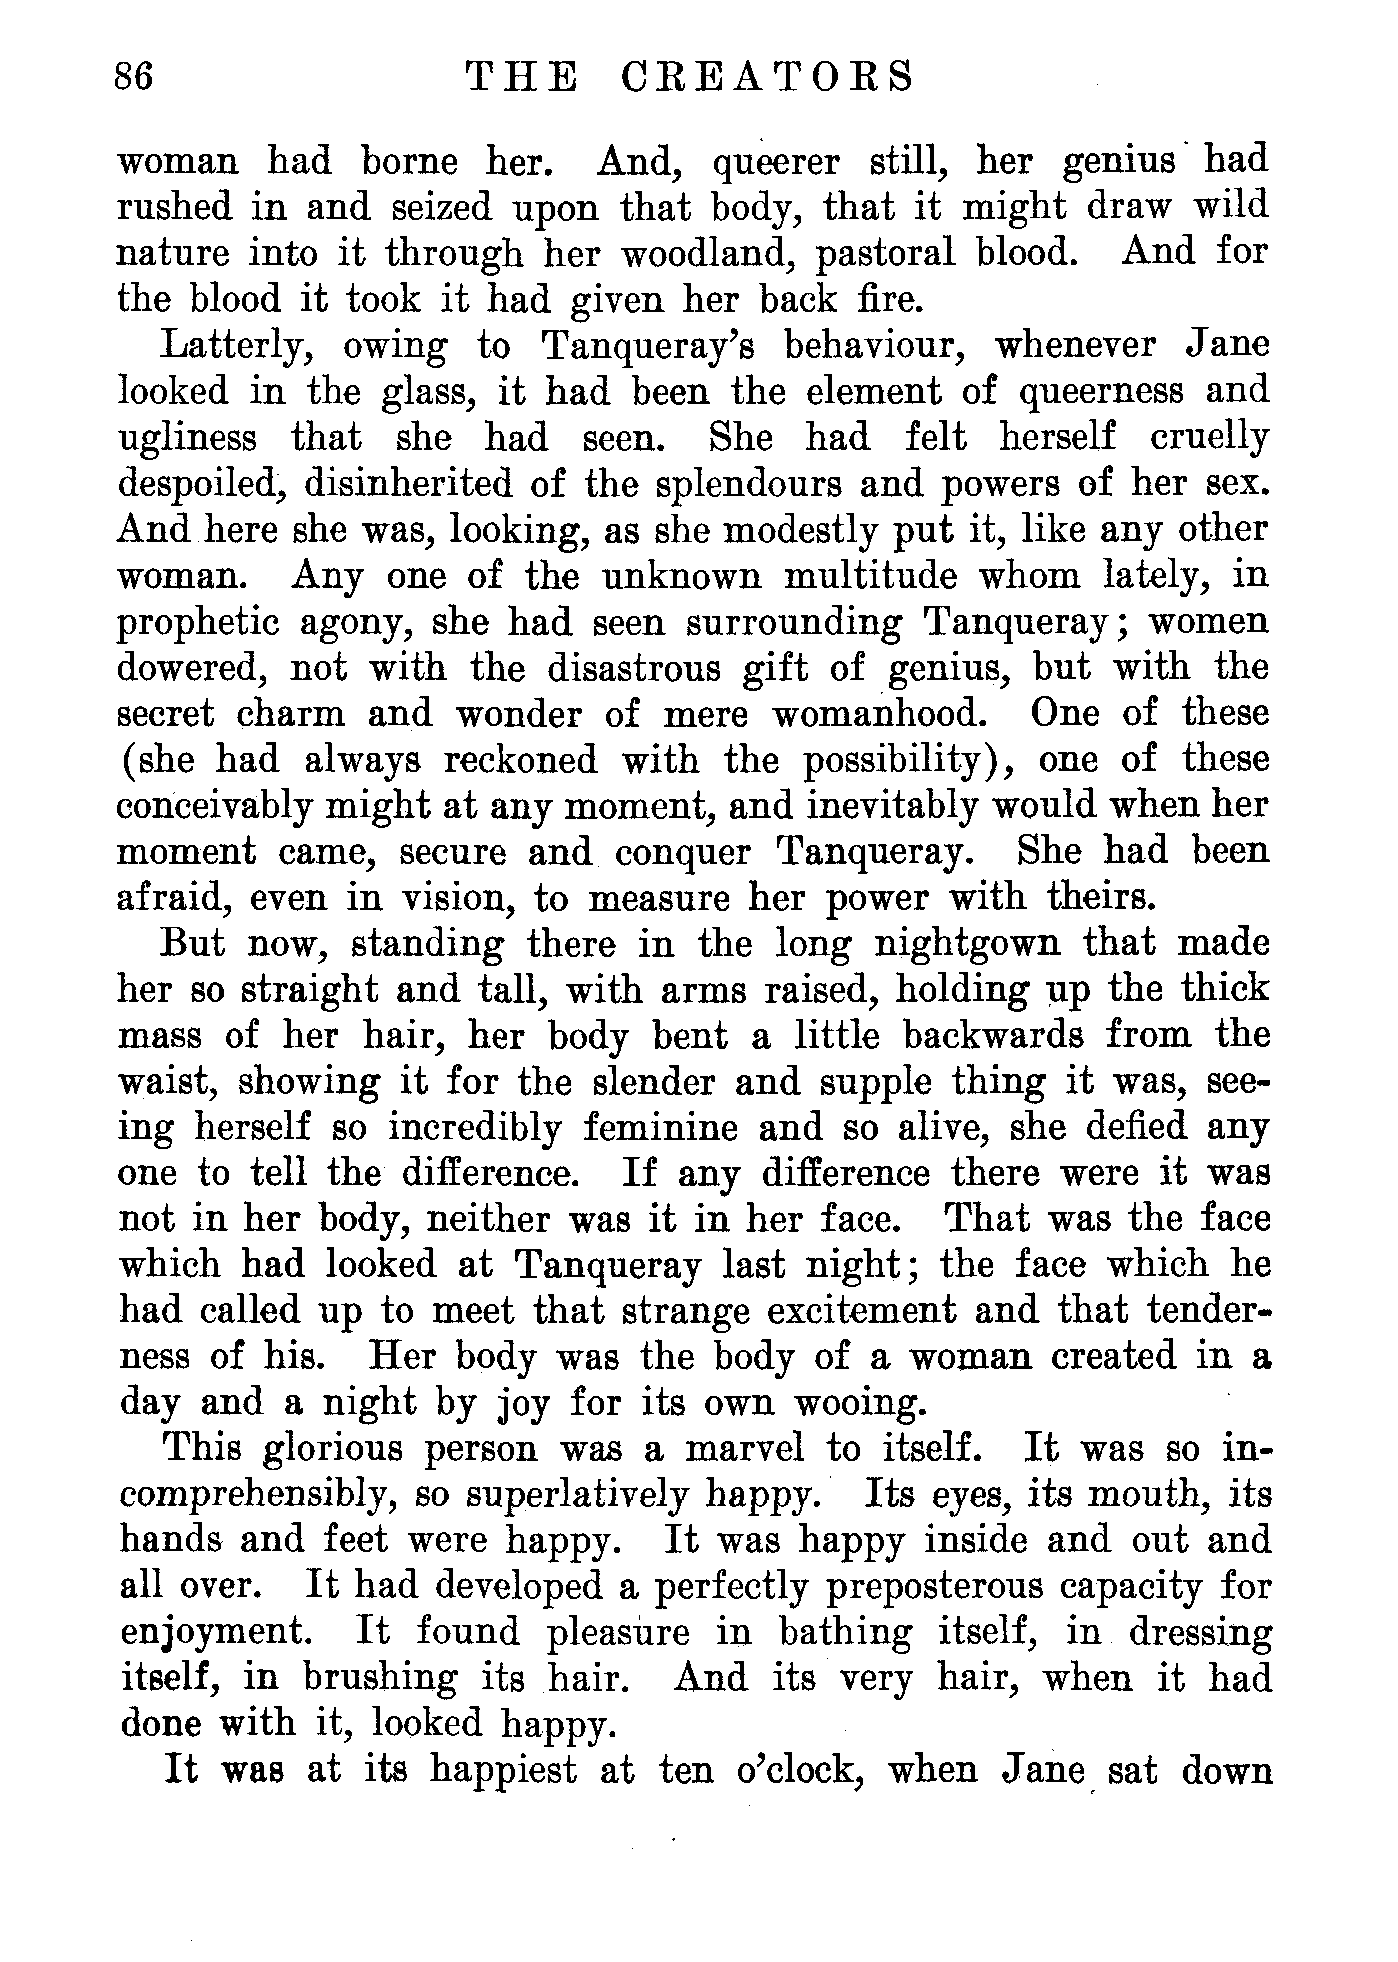 86 THE CREATORS
woman had borne her. And, queerer still, her genius had
rushed in and seized upon that body, that it might draw wild
nature into it through her woodland, pastoral blood. And for
the blood it took it had given her back fire.
Latterly, owing to Tanqueray's behaviour, whenever Jane
looked in the glass, it had been the element of queerness and
ugliness that she had seen. She had felt herself cruelly
despoiled, disinherited of the splendours and powers of her sex.
And here she was, looking, as she modestly put it, like any other
woman. Any one of the unknown multitude whom lately, in
prophetic agony, she had seen surrounding Tanqueray; women
dowered, not with the disastrous gift of genius, but with the
secret charm and wonder of mere womanhood. One of these
(she had always reckoned with the possibility), one of these
conceivably might at any moment, and inevitably would when her
moment came, secure and conquer Tanqueray. She had been
afraid, even in vision, to measure her power with theirs.
But now, standing there in the long nightgown that made
her so straight and tall, with arms raised, holding up the thick
mass of her hair, her body bent a little backwards from the
waist, showing it for the slender and supple thing it was, see-
ing herself so incredibly feminine and so alive, she defied any
one to tell the difference. If any difference there were it was
not in her body, neither was it in her face. That was the face
which had looked at Tanqueray last night; the face which he
had called up to meet that strange excitement and that tender-
ness of his. Her body was the body of a woman created in a
day and a night by joy for its own wooing.
This glorious person was a marvel to itself. It was so in-
comprehensibly, so superlatively happy. Its eyes, its mouth, its
hands and feet were happy. It was happy inside and out and
all over. It had developed a perfectly preposterous capacity for
enjoyment. It found pleasure in bathing itself, in dressing
itself, in brushing its hair. And its very hair, when it had
done with it, looked happy.
It was at its happiest at ten o'clock, when Jane sat down